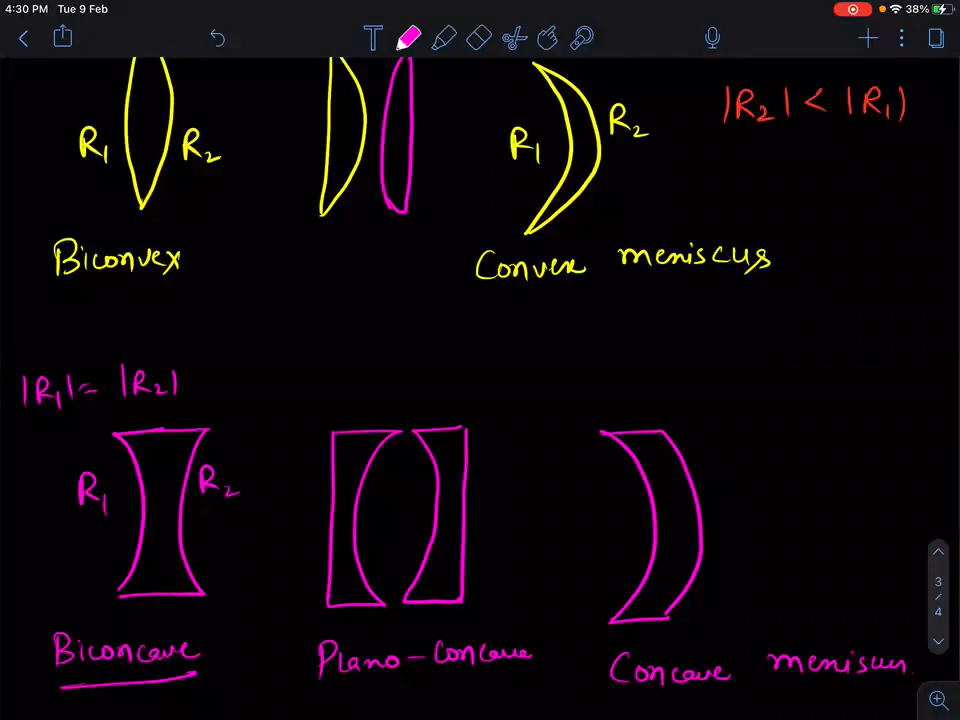 4:30 PM Tue 9 Feb
38%
T
|R₂| < |R₁|
R₁ R₂
R₁ R₂
Biconvex
Convex meniscus
|R₁| = |R₂|
R₁ R₂
3
/
4
Biconcave
Plano-concave
Concave meniscus